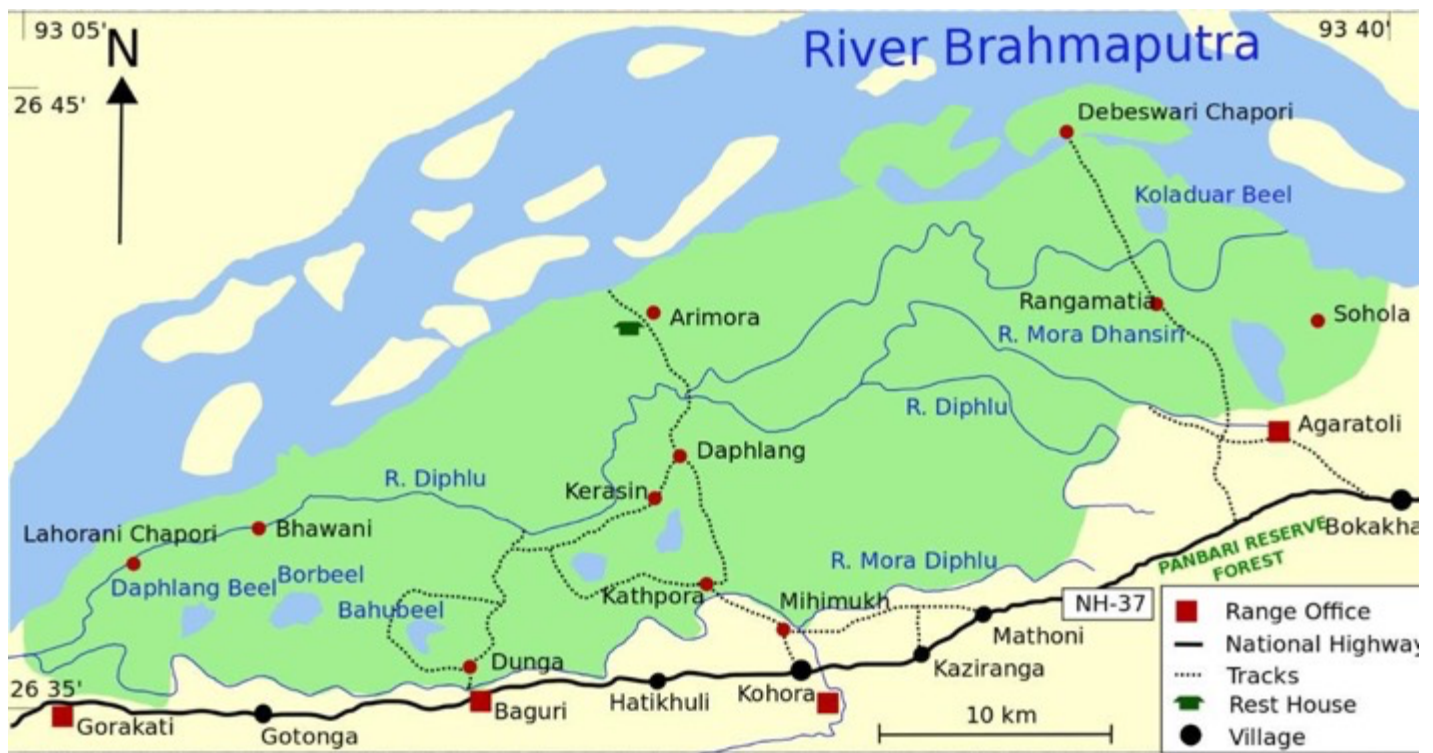 93 05'
93 40'
N
River Brahmaputra
26 45'
Debeswari Chapori
Koladuar Beel
Rangamatia
Sohola
Arimora
R. Mora Dhansiri
R. Diphlu
Agaratoli
Daphlang
R. Diphlu
Kerasin
Bokakha
Lahorani Chapori
Bhawani
PANBARI RESERVE
FOREST
R. Mora Diphlu
Daphlang Beel
Borbeel
Kathpora
Mihimukh
Bahubeel
NH-37
Range Office
Mathoni
National Highway
Dunga
Kaziranga
Tracks
26 35'
Hatikhuli
Kohora
Rest House
Baguri
10 km
Gorakati
Gotonga
Village